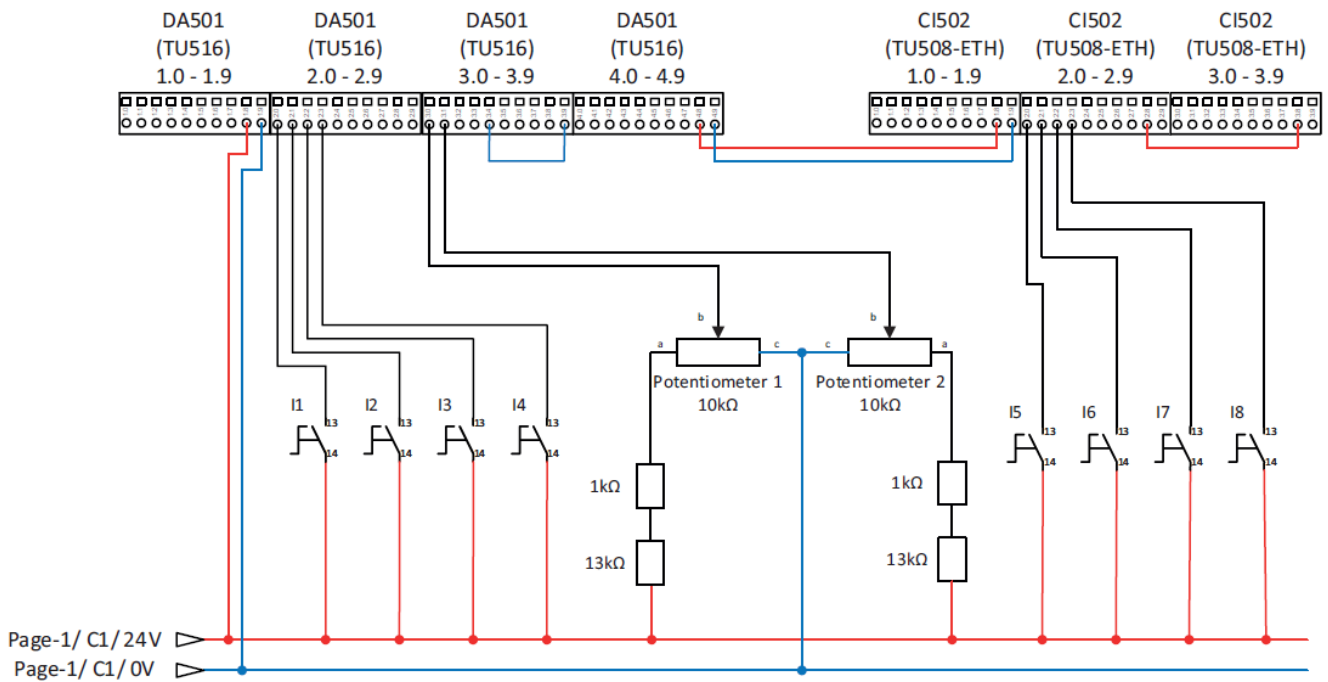 DA501 DA501 DA501 DA501 CI502 CI502 CI502
(TU516) (TU516) (TU516) (TU516) (TU508-ETH) (TU508-ETH) (TU508-ETH)
1.0 - 1.9 2.0 - 2.9 3.0 - 3.9 4.0 - 4.9 1.0 - 1.9 2.0 - 2.9 3.0 - 3.9
b b
a c c a
Potentiometer 1 Potentiometer 2
10kΩ 10kΩ
I1 I2 I3 I4 I5 I6 I7 I8
13 13 13 13 13 13 13 13
14 14 14 14 14 14 14 14
1kΩ 1kΩ
13kΩ 13kΩ
Page-1/ C1/ 24V
Page-1/ C1/ 0V